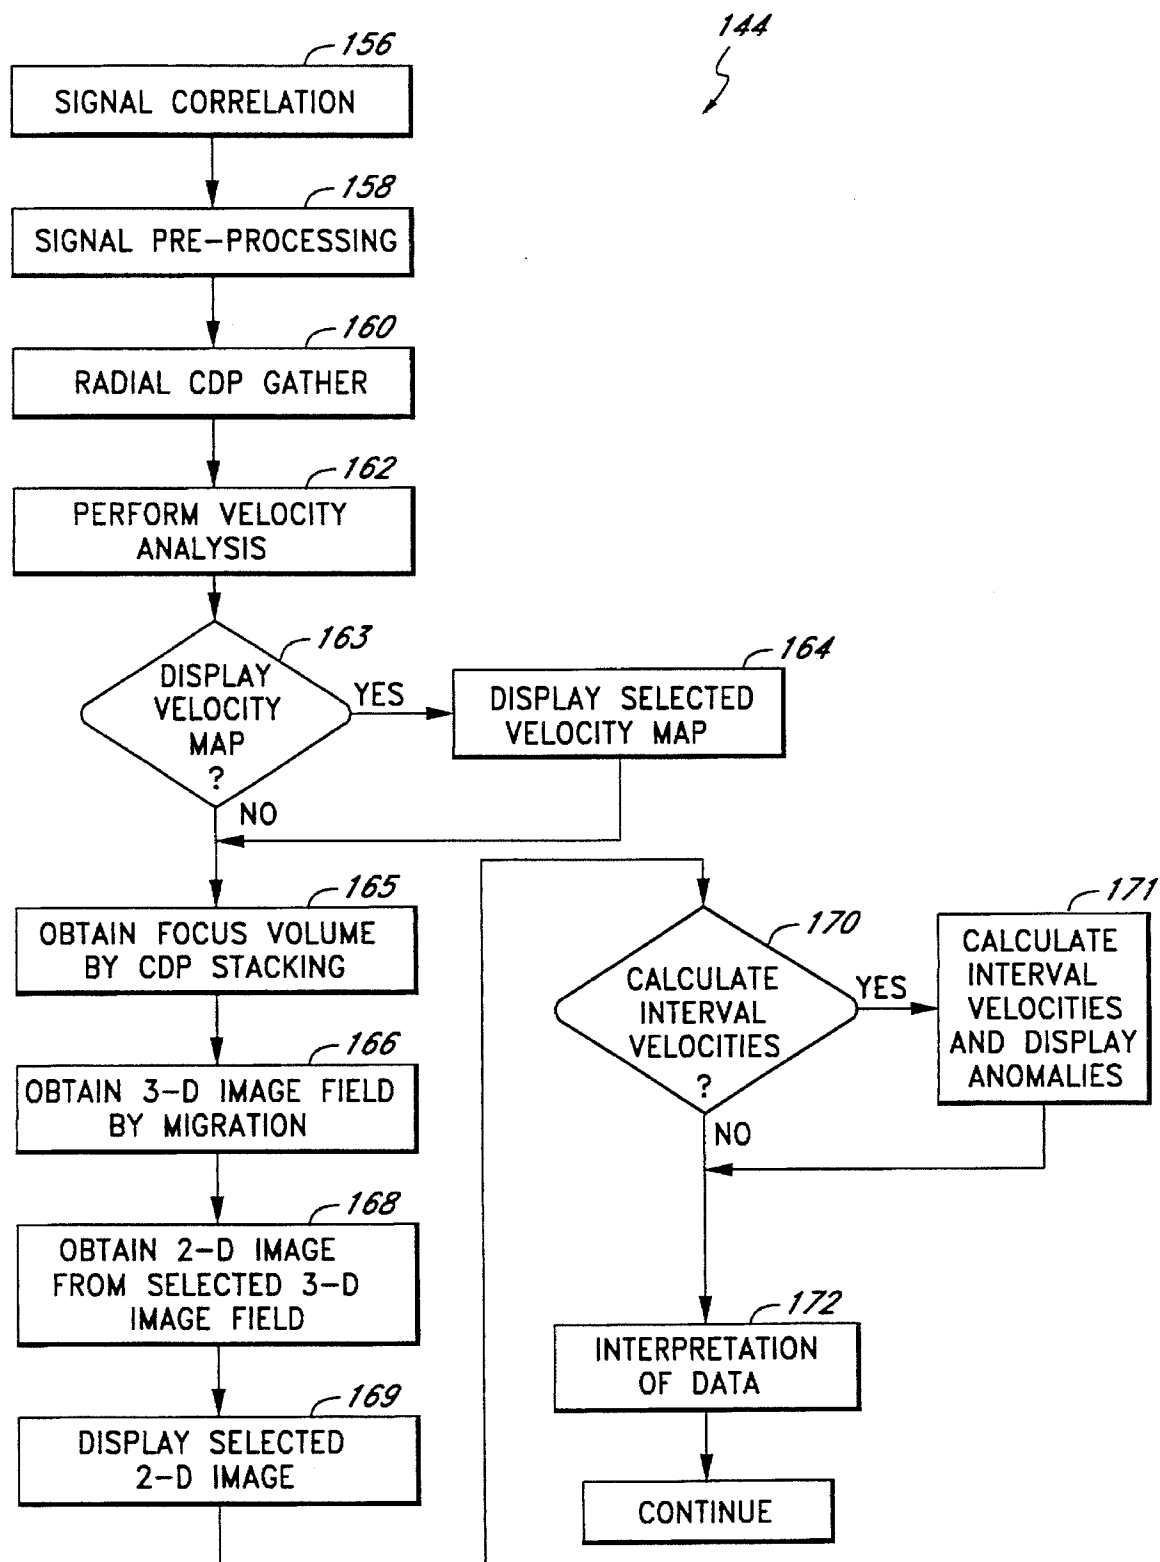 144
156
SIGNAL CORRELATION
158
SIGNAL PRE-PROCESSING
160
RADIAL CDP GATHER
162
PERFORM VELOCITY
ANALYSIS
163
DISPLAY
VELOCITY
MAP
?
YES
NO
164
DISPLAY SELECTED
VELOCITY MAP
165
OBTAIN FOCUS VOLUME
BY CDP STACKING
166
OBTAIN 3-D IMAGE FIELD
BY MIGRATION
168
OBTAIN 2-D IMAGE
FROM SELECTED 3-D
IMAGE FIELD
169
DISPLAY SELECTED
2-D IMAGE
170
CALCULATE
INTERVAL
VELOCITIES
?
YES
NO
171
CALCULATE
INTERVAL
VELOCITIES
AND DISPLAY
ANOMALIES
172
INTERPRETATION
OF DATA
CONTINUE